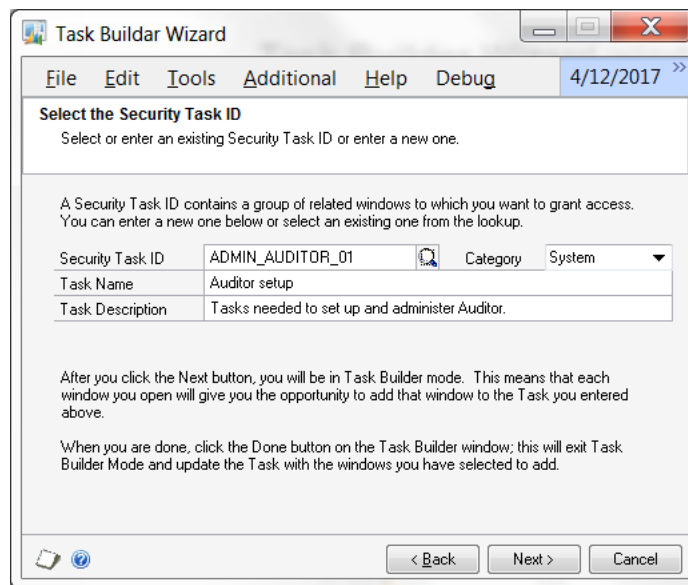 Task Buildar Wizard
File Edit Tools Additional Help Debug 4/12/2017 »
Select the Security Task ID
Select or enter an existing Security Task ID or enter a new one.
A Security Task ID contains a group of related windows to which you want to grant access.
You can enter a new one below or select an existing one from the lookup.
Security Task ID ADMIN_AUDITOR_01 Category System
Task Name Auditor setup
Task Description Tasks needed to set up and administer Auditor.
After you click the Next button, you will be in Task Builder mode. This means that each
window you open will give you the opportunity to add that window to the Task you entered
above.
When you are done, click the Done button on the Task Builder window; this will exit Task
Builder Mode and update the Task with the windows you have selected to add.
< Back Next > Cancel